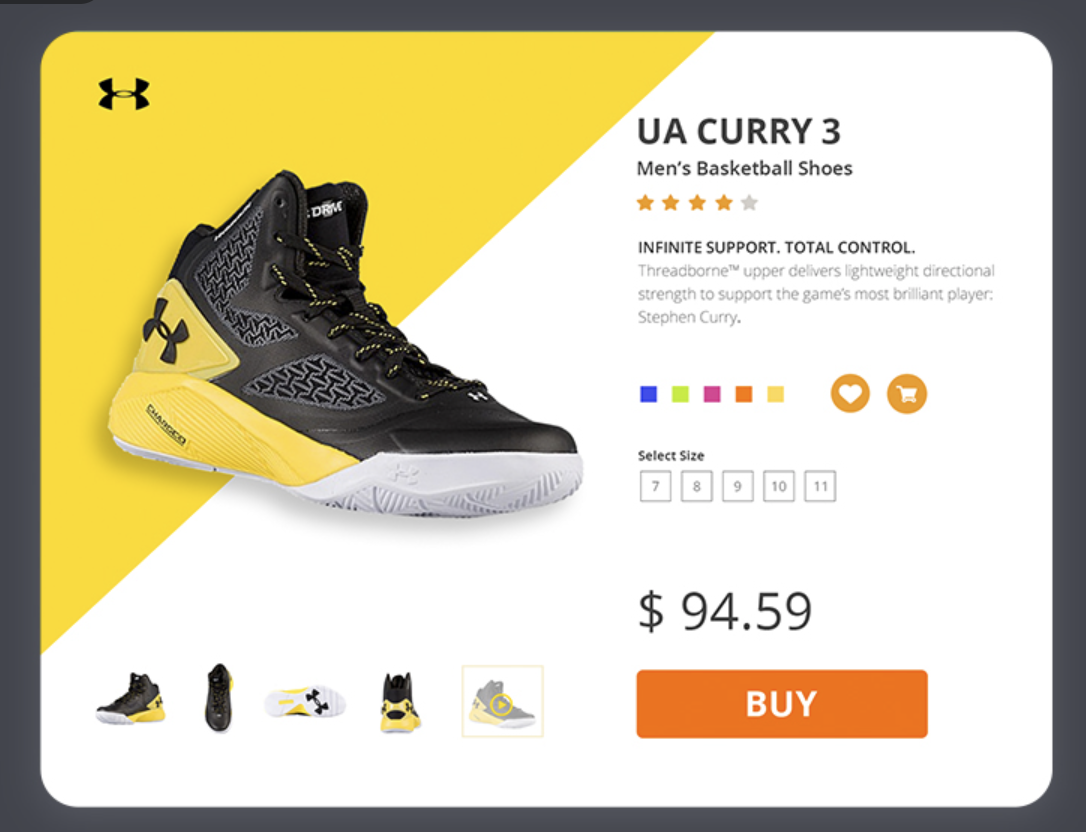 UA CURRY 3
Men's Basketball Shoes
INFINITE SUPPORT. TOTAL CONTROL.
Threadborne™ upper delivers lightweight directional
strength to support the game's most brilliant player:
Stephen Curry.
DRIVE
CHARGED
Select Size
7 8 9 10 11
$ 94.59
BUY